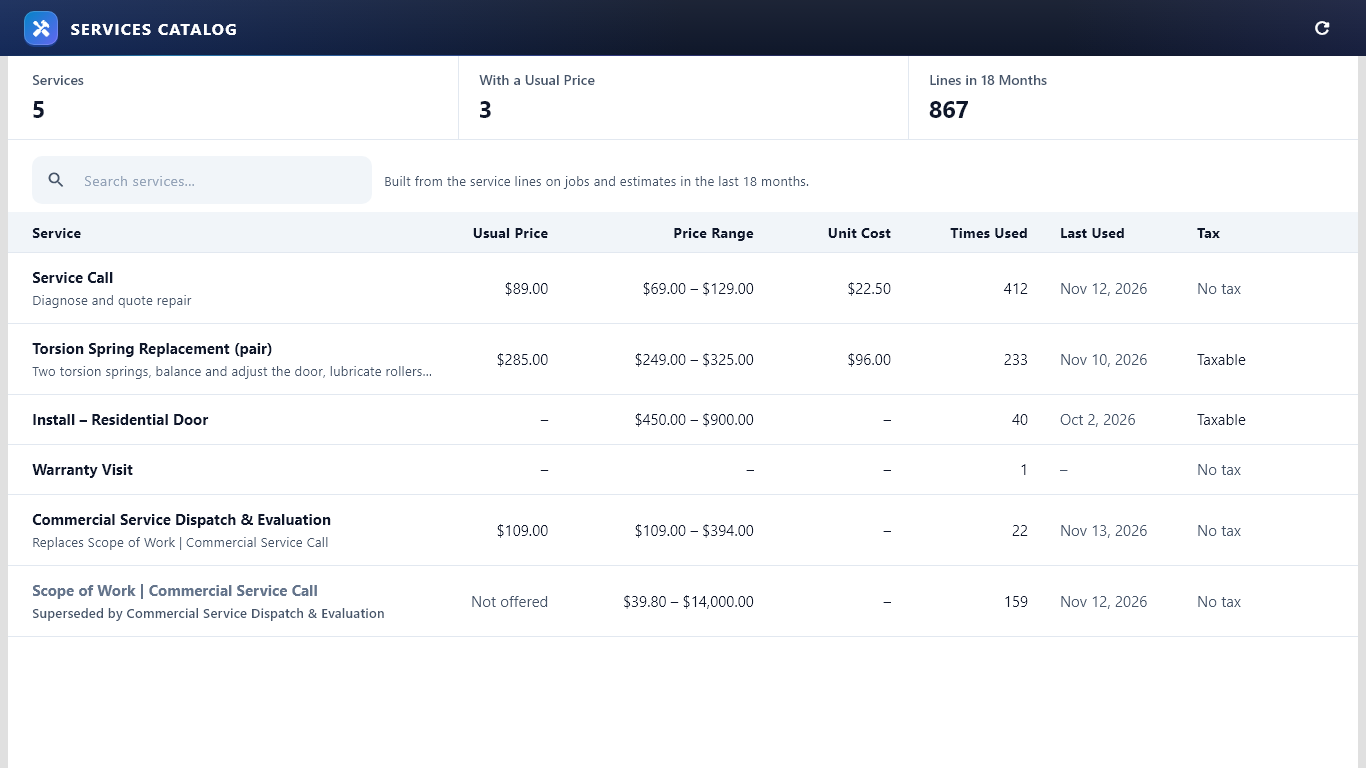 SERVICES CATALOG
Services
5
With a Usual Price
3
Lines in 18 Months
867
Search services...
Built from the service lines on jobs and estimates in the last 18 months.
Service Usual Price Price Range Unit Cost Times Used Last Used Tax
Service Call
Diagnose and quote repair
$89.00 $69.00 – $129.00 $22.50 412 Nov 12, 2026 No tax
Torsion Spring Replacement (pair)
Two torsion springs, balance and adjust the door, lubricate rollers...
$285.00 $249.00 – $325.00 $96.00 233 Nov 10, 2026 Taxable
Install – Residential Door – $450.00 – $900.00 – 40 Oct 2, 2026 Taxable
Warranty Visit – – – 1 – No tax
Commercial Service Dispatch & Evaluation
Replaces Scope of Work | Commercial Service Call
$109.00 $109.00 – $394.00 – 22 Nov 13, 2026 No tax
Scope of Work | Commercial Service Call
Superseded by Commercial Service Dispatch & Evaluation
Not offered $39.80 – $14,000.00 – 159 Nov 12, 2026 No tax